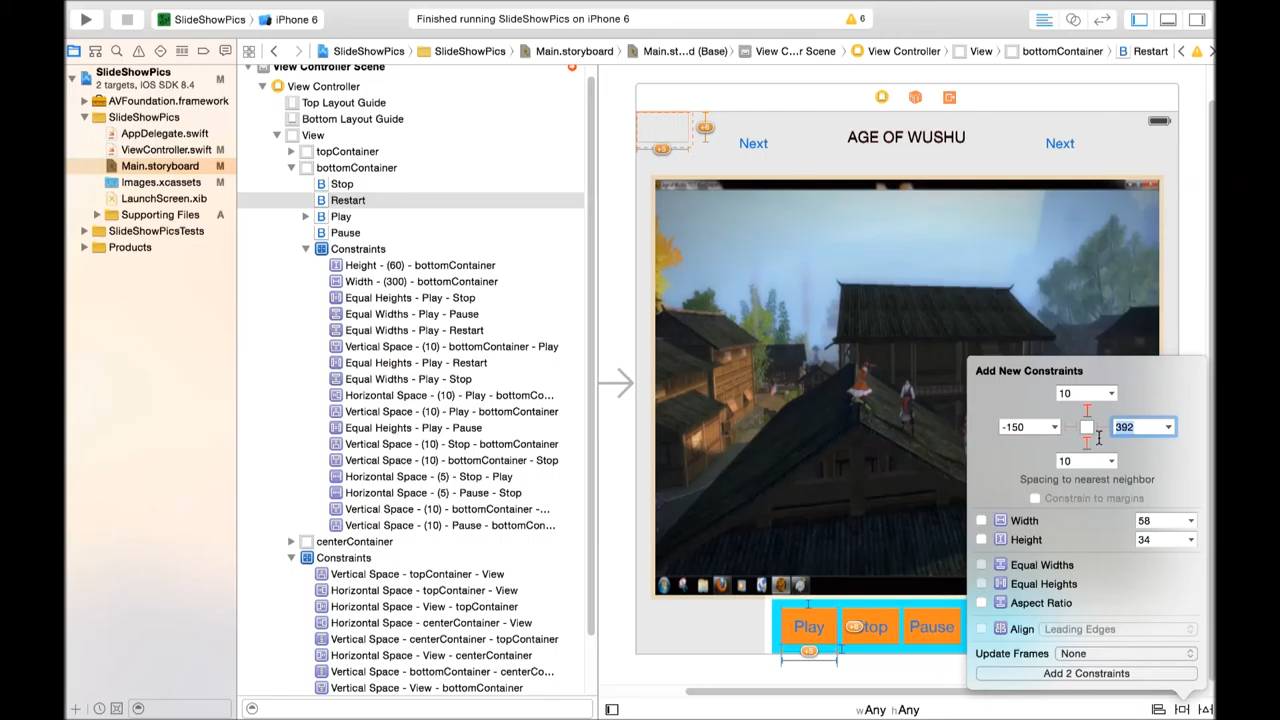 SlideShowPics
iPhone 6
Finished running SlideShowPics on iPhone 6
6
SlideShowPics
SlideShowPics
Main.storyboard
Main.st...d (Base)
View C...r Scene
View Controller
View
bottomContainer
B Restart
SlideShowPics
M
2 targets, iOS SDK 8.4
AVFoundation.framework
SlideShowPics
AppDelegate.swift
ViewController.swift
M
Main.storyboard
M
Images.xcassets
M
LaunchScreen.xib
Supporting Files
A
SlideShowPicsTests
Products
View Controller Scene
View Controller
Top Layout Guide
Bottom Layout Guide
View
topContainer
bottomContainer
B Stop
B Restart
B Play
B Pause
Constraints
Height - (60) - bottomContainer
Width - (300) - bottomContainer
Equal Heights - Play - Stop
Equal Widths - Play - Pause
Equal Widths - Play - Restart
Vertical Space - (10) - bottomContainer - Play
Equal Heights - Play - Restart
Equal Widths - Play - Stop
Horizontal Space - (10) - Play - bottomCo...
Vertical Space - (10) - Play - bottomContainer
Equal Heights - Play - Pause
Vertical Space - (10) - Stop - bottomContainer
Vertical Space - (10) - bottomContainer - Stop
Horizontal Space - (5) - Stop - Play
Horizontal Space - (5) - Pause - Stop
Vertical Space - (10) - bottomContainer -...
Vertical Space - (10) - Pause - bottomCon...
centerContainer
Constraints
Vertical Space - topContainer - View
Horizontal Space - topContainer - View
Horizontal Space - View - topContainer
Horizontal Space - centerContainer - View
Vertical Space - centerContainer - topContainer
Horizontal Space - View - centerContainer
Vertical Space - bottomContainer - centerCo...
Vertical Space - View - bottomContainer
Next
AGE OF WUSHU
Next
Play
Stop
Pause
Add New Constraints
10
-150
392
10
Spacing to nearest neighbor
Constrain to margins
Width
58
Height
34
Equal Widths
Equal Heights
Aspect Ratio
Align
Leading Edges
Update Frames
None
Add 2 Constraints
wAny hAny